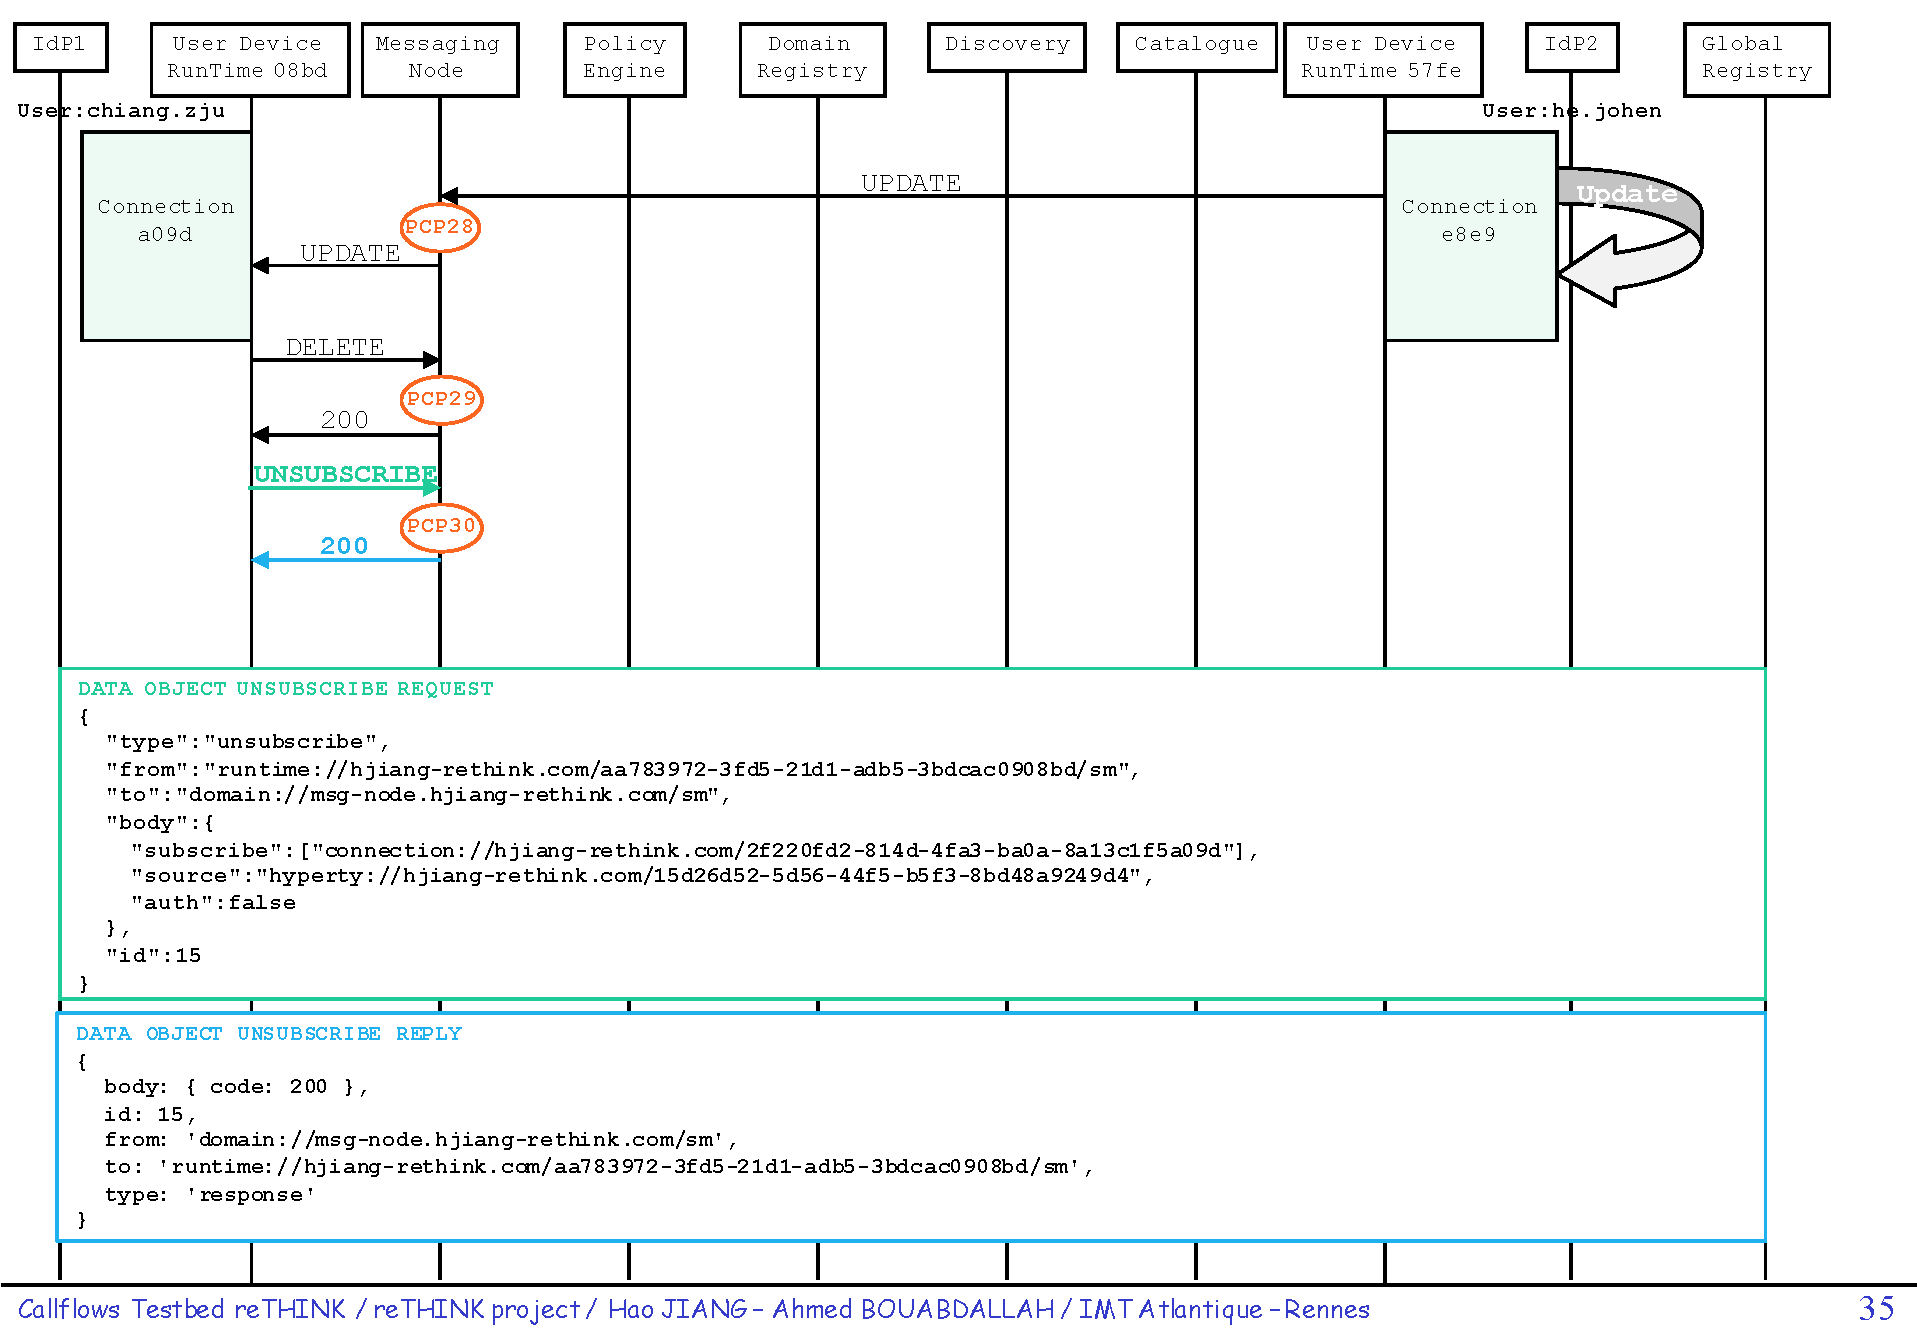 IdP1
User Device
RunTime 08bd
Messaging
Node
Policy
Engine
Domain
Registry
Discovery
Catalogue
User Device
RunTime 57fe
IdP2
Global
Registry
User:chiang.zju
User:he.johen
Connection
a09d
UPDATE
Connection
e8e9
Update
PCP28
UPDATE
DELETE
PCP29
200
UNSUBSCRIBE
PCP30
200
DATA OBJECT UNSUBSCRIBE REQUEST
{
"type":"unsubscribe",
"from":"runtime://hjiang-rethink.com/aa783972-3fd5-21d1-adb5-3bdcac0908bd/sm",
"to":"domain://msg-node.hjiang-rethink.com/sm",
"body":{
"subscribe":["connection://hjiang-rethink.com/2f220fd2-814d-4fa3-ba0a-8a13c1f5a09d"],
"source":"hyperty://hjiang-rethink.com/15d26d52-5d56-44f5-b5f3-8bd48a9249d4",
"auth":false
},
"id":15
}
DATA OBJECT UNSUBSCRIBE REPLY
{
body: { code: 200 },
id: 15,
from: 'domain://msg-node.hjiang-rethink.com/sm',
to: 'runtime://hjiang-rethink.com/aa783972-3fd5-21d1-adb5-3bdcac0908bd/sm',
type: 'response'
}
Callflows Testbed reTHINK / reTHINK project / Hao JIANG – Ahmed BOUABDALLAH / IMT Atlantique – Rennes
35